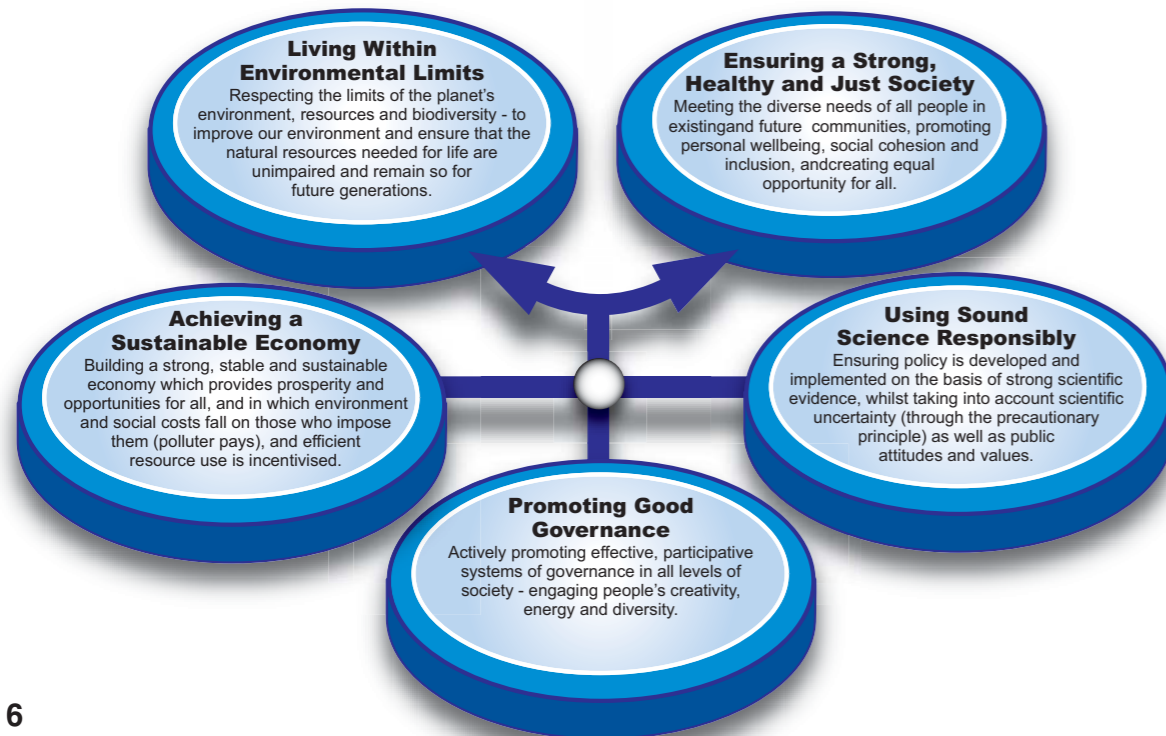 Living Within
Environmental Limits
Respecting the limits of the planet's
environment, resources and biodiversity - to
improve our environment and ensure that the
natural resources needed for life are
unimpaired and remain so for
future generations.
Ensuring a Strong,
Healthy and Just Society
Meeting the diverse needs of all people in
existingand future communities, promoting
personal wellbeing, social cohesion and
inclusion, andcreating equal
opportunity for all.
Achieving a
Sustainable Economy
Building a strong, stable and sustainable
economy which provides prosperity and
opportunities for all, and in which environment
and social costs fall on those who impose
them (polluter pays), and efficient
resource use is incentivised.
Using Sound
Science Responsibly
Ensuring policy is developed and
implemented on the basis of strong scientific
evidence, whilst taking into account scientific
uncertainty (through the precautionary
principle) as well as public
attitudes and values.
Promoting Good
Governance
Actively promoting effective, participative
systems of governance in all levels of
society - engaging people's creativity,
energy and diversity.
6